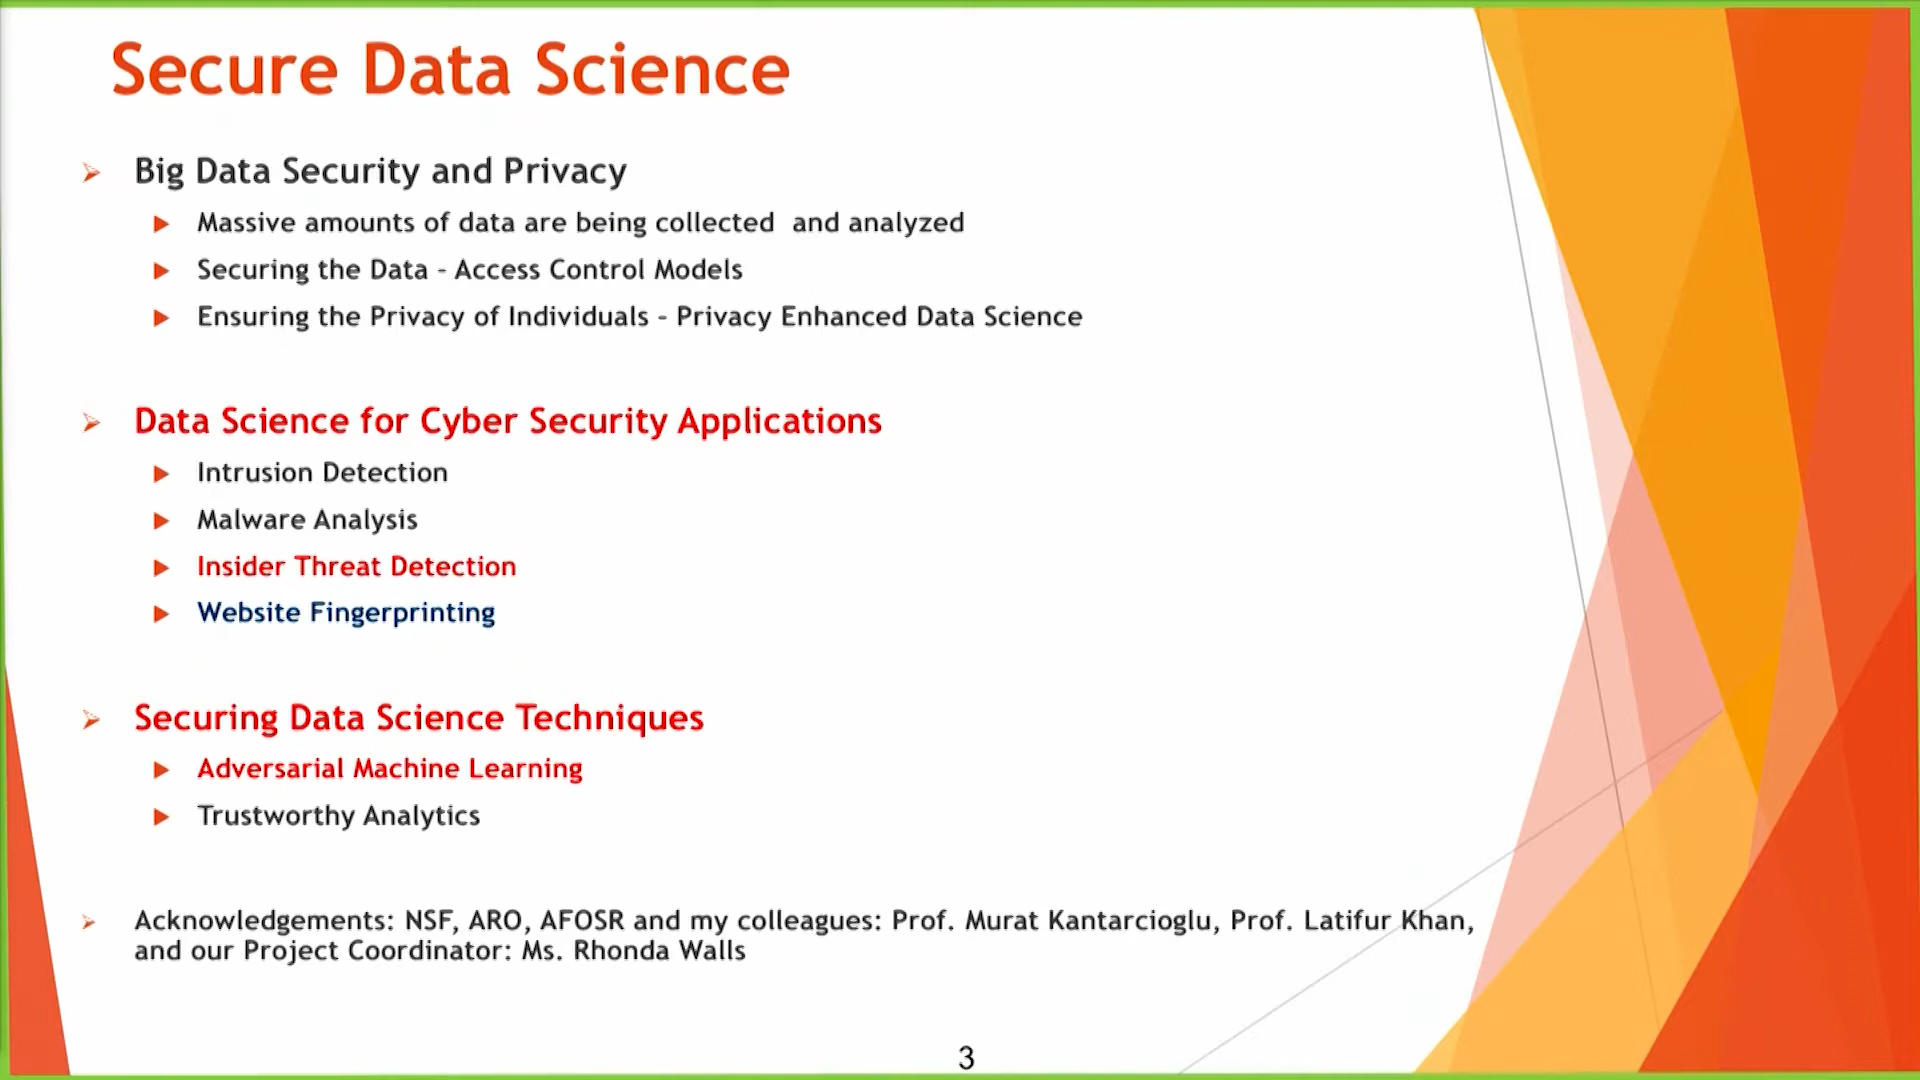 Secure Data Science
Big Data Security and Privacy
Massive amounts of data are being collected  and analyzed
Securing the Data - Access Control Models
Ensuring the Privacy of Individuals - Privacy Enhanced Data Science
Data Science for Cyber Security Applications
Intrusion Detection
Malware Analysis
Insider Threat Detection
Website Fingerprinting
Securing Data Science Techniques
Adversarial Machine Learning
Trustworthy Analytics
Acknowledgements: NSF, ARO, AFOSR and my colleagues: Prof. Murat Kantarcioglu, Prof. Latifur Khan,
and our Project Coordinator: Ms. Rhonda Walls
3